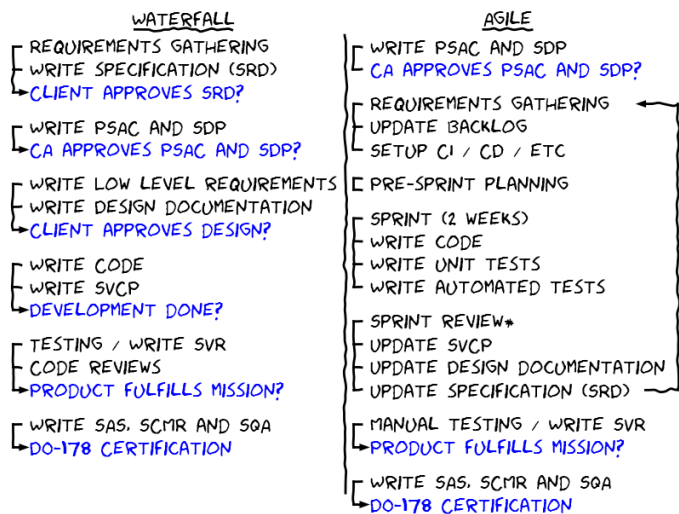 WATERFALL
REQUIREMENTS GATHERING
WRITE SPECIFICATION (SRD)
CLIENT APPROVES SRD?
WRITE PSAC AND SDP
CA APPROVES PSAC AND SDP?
WRITE LOW LEVEL REQUIREMENTS
WRITE DESIGN DOCUMENTATION
CLIENT APPROVES DESIGN?
WRITE CODE
WRITE SVCP
DEVELOPMENT DONE?
TESTING / WRITE SVR
CODE REVIEWS
PRODUCT FULFILLS MISSION?
WRITE SAS, SCMR AND SQA
DO-178 CERTIFICATION
AGILE
WRITE PSAC AND SDP
CA APPROVES PSAC AND SDP?
REQUIREMENTS GATHERING
UPDATE BACKLOG
SETUP CI / CD / ETC
PRE-SPRINT PLANNING
SPRINT (2 WEEKS)
WRITE CODE
WRITE UNIT TESTS
WRITE AUTOMATED TESTS
SPRINT REVIEW*
UPDATE SVCP
UPDATE DESIGN DOCUMENTATION
UPDATE SPECIFICATION (SRD)
MANUAL TESTING / WRITE SVR
PRODUCT FULFILLS MISSION?
WRITE SAS, SCMR AND SQA
DO-178 CERTIFICATION